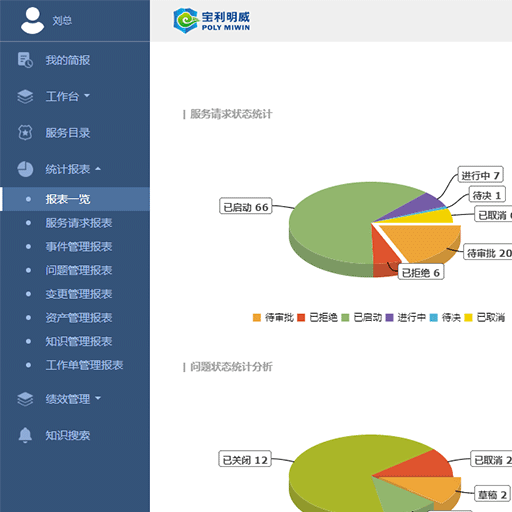 刘总
宝利明威
POLY MIWIN
我的简报
工作台
服务目录
统计报表
报表一览
服务请求报表
事件管理报表
问题管理报表
变更管理报表
资产管理报表
知识管理报表
工作单管理报表
绩效管理
知识搜索
服务请求状态统计
进行中 7
待决 1
已启动 66
已取消
待审批 20
已拒绝 6
待审批 已拒绝 已启动 进行中 待决 已取消
问题状态统计分析
已关闭 12
已取消 2
草稿 2